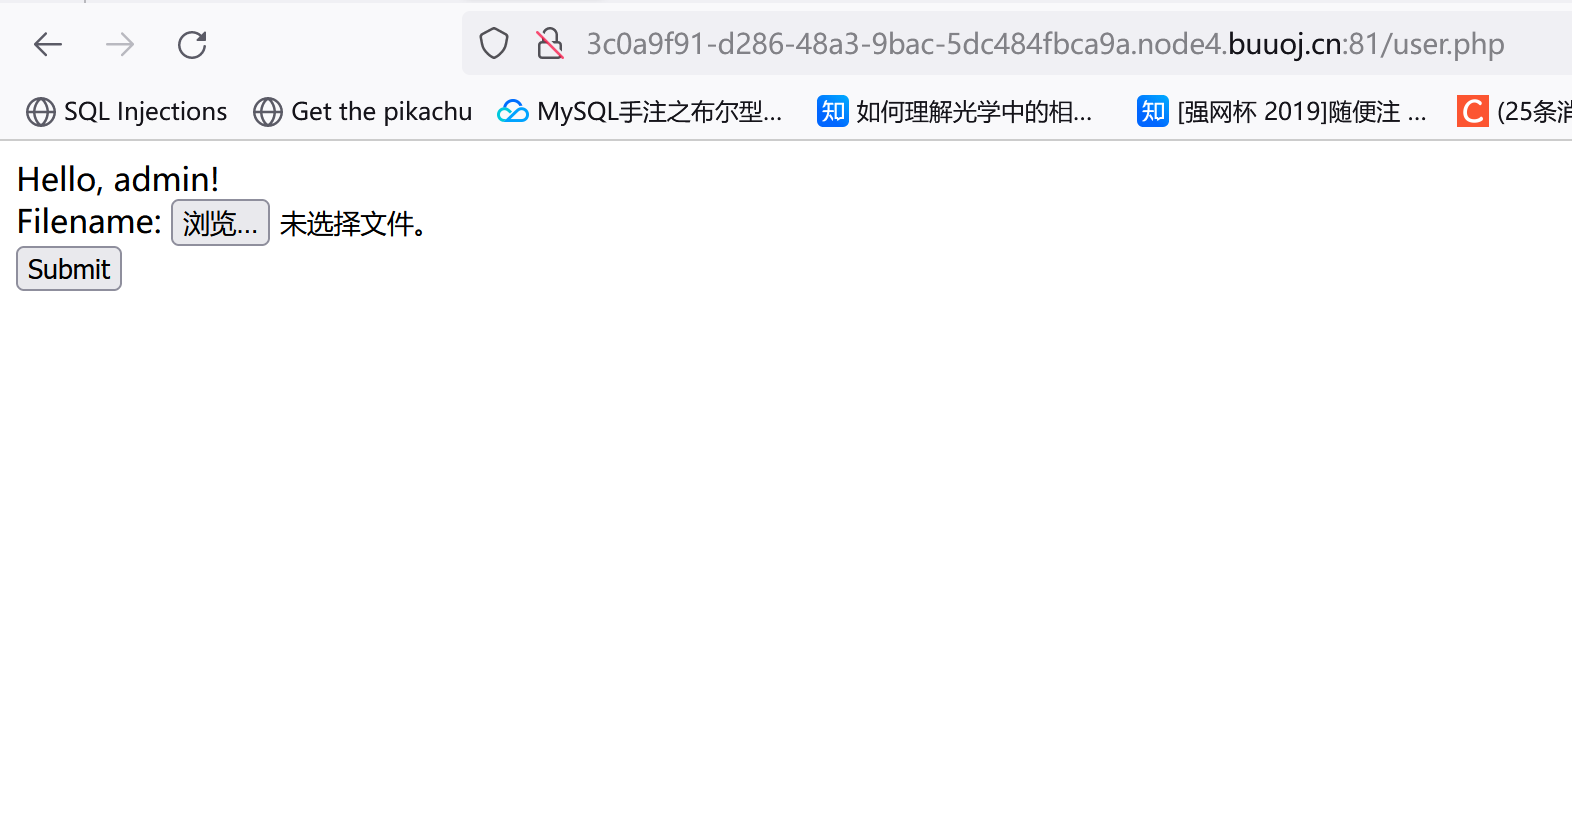 3c0a9f91-d286-48a3-9bac-5dc484fbca9a.node4.buuoj.cn:81/user.php
SQL Injections Get the pikachu MySQL手注之布尔型... 知 如何理解光学中的相... 知 [强网杯 2019]随便注 ... C (25条消
Hello, admin!
Filename: 浏览... 未选择文件。
Submit